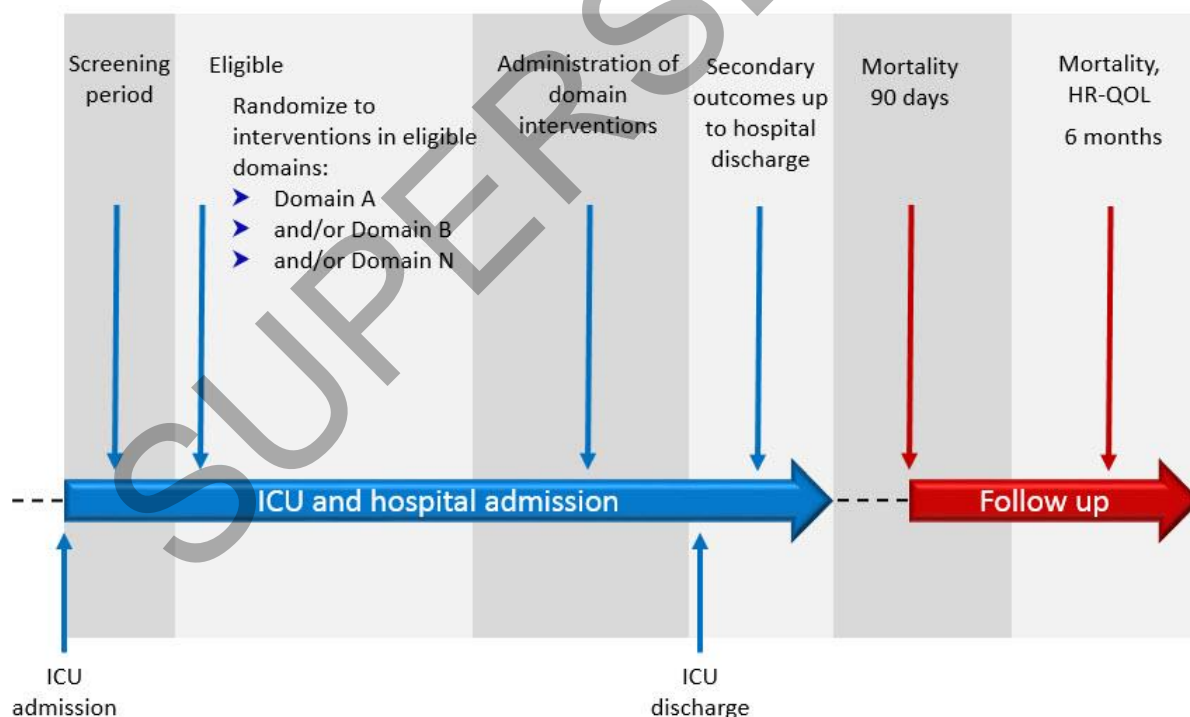 Screening
period
Eligible
Randomize to
interventions in eligible
domains:
Domain A
and/or Domain B
and/or Domain N
Administration of
domain
interventions
Secondary
outcomes up
to hospital
discharge
Mortality
90 days
Mortality,
HR-QOL
6 months
ICU and hospital admission
Follow up
ICU
admission
ICU
discharge
SUPERS